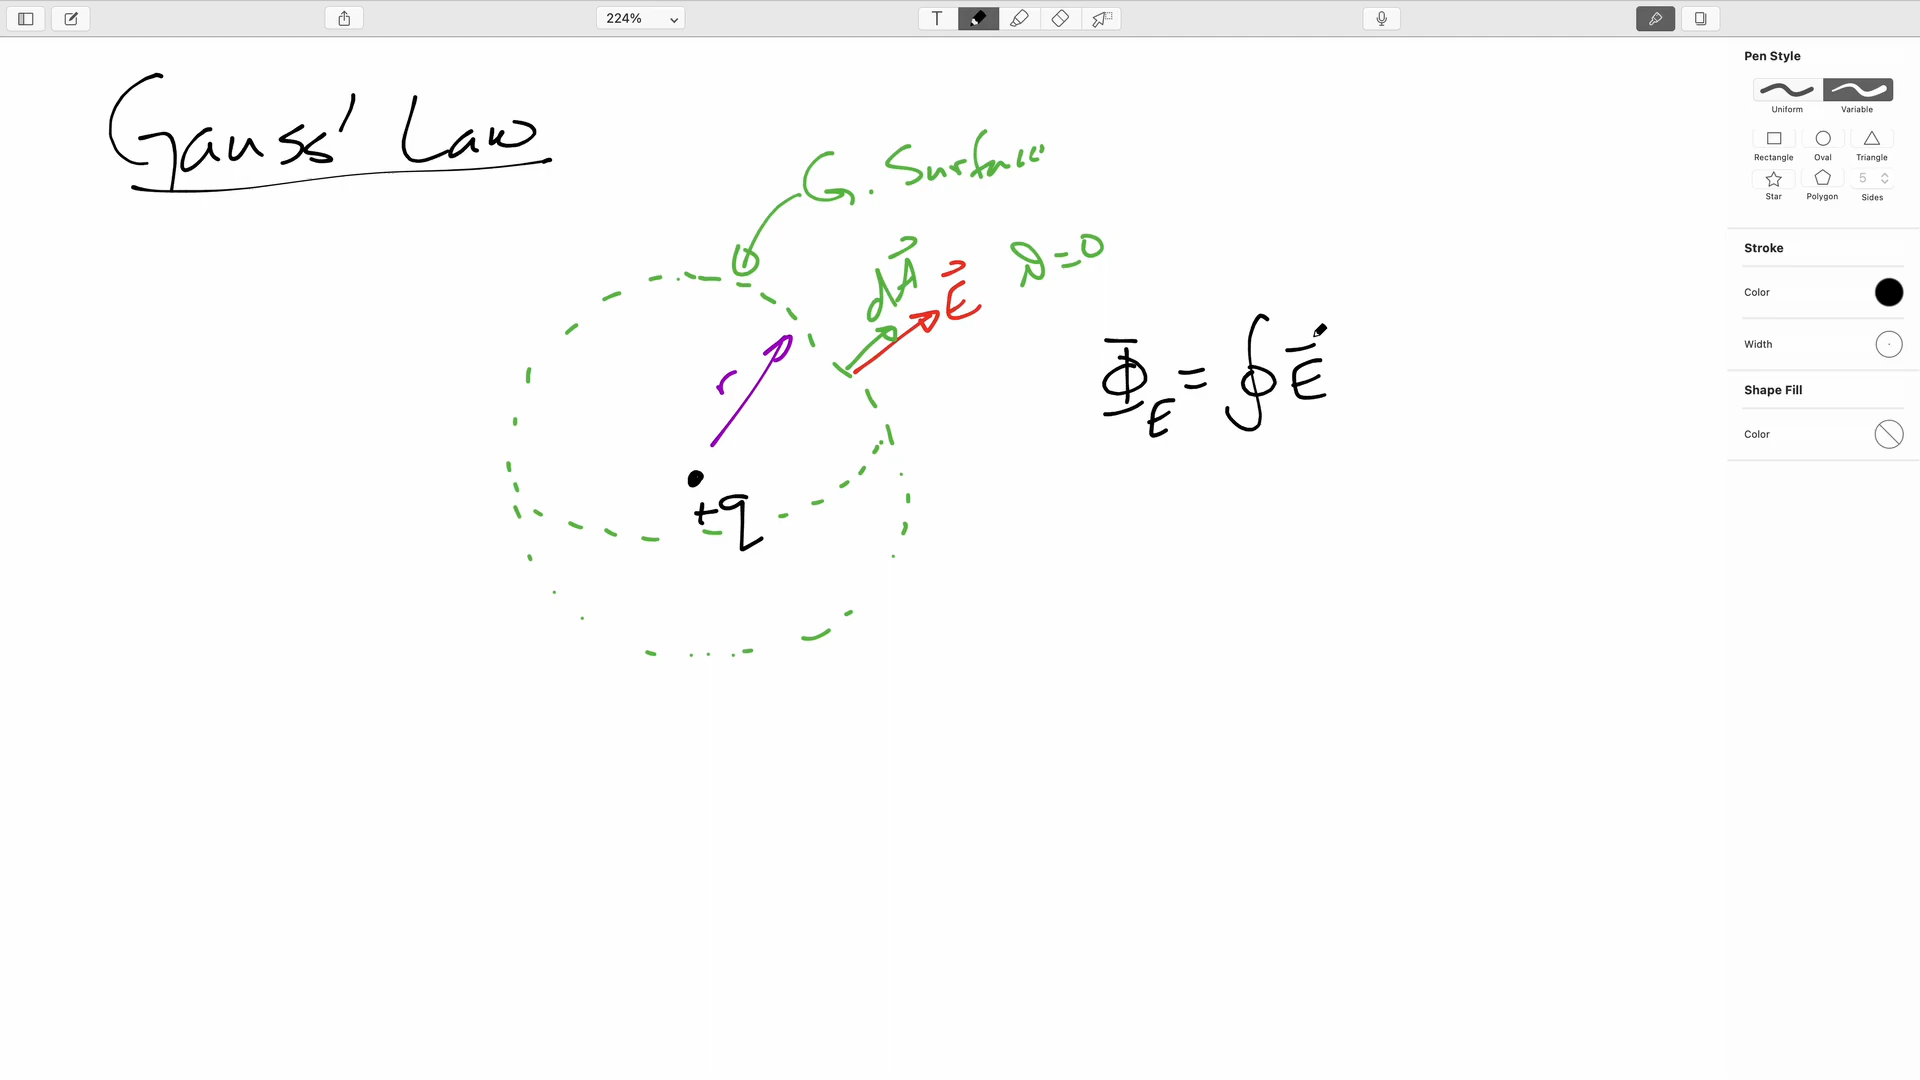 224%
T
Pen Style
Uniform
Variable
Rectangle
Oval
Triangle
5
Star
Polygon
Sides
Stroke
Color
Width
Shape Fill
Color
Gauss' Law
G. Surface
dA⃗
E⃗
θ=0
r
+q
Φ_E = ∮E